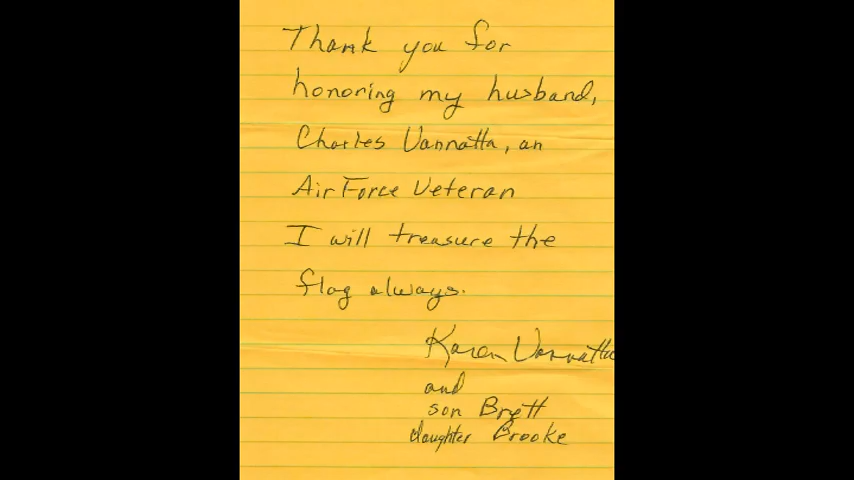 Thank you for
honoring my husband,
Charles Vannatta, an
Air Force Veteran
I will treasure the
flag always.
Karen Vannatta
and
son Brett
daughter Brooke